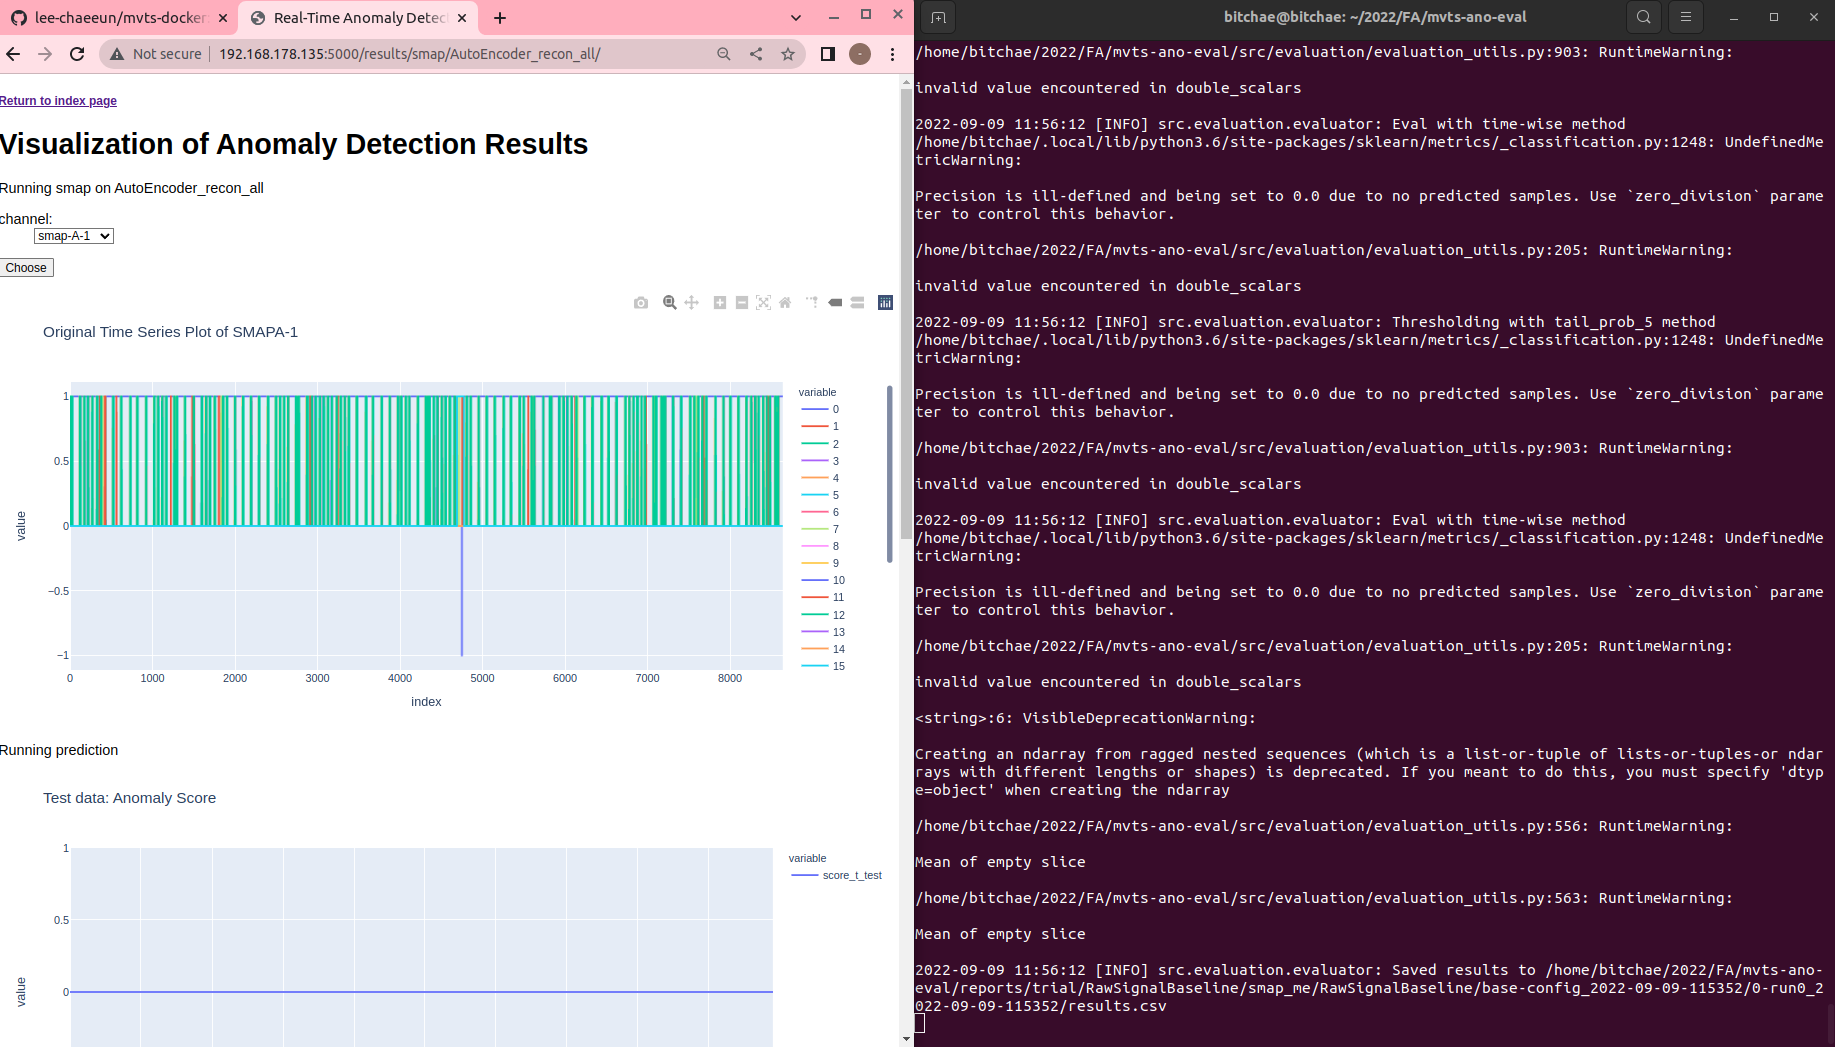 lee-chaeeun/mvts-docker
Real-Time Anomaly Detec
Not secure
192.168.178.135:5000/results/smap/AutoEncoder_recon_all/
Return to index page
Visualization of Anomaly Detection Results
Running smap on AutoEncoder_recon_all
channel:
smap-A-1
Choose
Original Time Series Plot of SMAPA-1
1
0.5
0
−0.5
−1
value
0 1000 2000 3000 4000 5000 6000 7000 8000
index
variable
0
1
2
3
4
5
6
7
8
9
10
11
12
13
14
15
Running prediction
Test data: Anomaly Score
1
0.5
0
value
variable
score_t_test
bitchae@bitchae: ~/2022/FA/mvts-ano-eval
/home/bitchae/2022/FA/mvts-ano-eval/src/evaluation/evaluation_utils.py:903: RuntimeWarning:
invalid value encountered in double_scalars
2022-09-09 11:56:12 [INFO] src.evaluation.evaluator: Eval with time-wise method
/home/bitchae/.local/lib/python3.6/site-packages/sklearn/metrics/_classification.py:1248: UndefinedMe
tricWarning:
Precision is ill-defined and being set to 0.0 due to no predicted samples. Use `zero_division` parame
ter to control this behavior.
/home/bitchae/2022/FA/mvts-ano-eval/src/evaluation/evaluation_utils.py:205: RuntimeWarning:
invalid value encountered in double_scalars
2022-09-09 11:56:12 [INFO] src.evaluation.evaluator: Thresholding with tail_prob_5 method
/home/bitchae/.local/lib/python3.6/site-packages/sklearn/metrics/_classification.py:1248: UndefinedMe
tricWarning:
Precision is ill-defined and being set to 0.0 due to no predicted samples. Use `zero_division` parame
ter to control this behavior.
/home/bitchae/2022/FA/mvts-ano-eval/src/evaluation/evaluation_utils.py:903: RuntimeWarning:
invalid value encountered in double_scalars
2022-09-09 11:56:12 [INFO] src.evaluation.evaluator: Eval with time-wise method
/home/bitchae/.local/lib/python3.6/site-packages/sklearn/metrics/_classification.py:1248: UndefinedMe
tricWarning:
Precision is ill-defined and being set to 0.0 due to no predicted samples. Use `zero_division` parame
ter to control this behavior.
/home/bitchae/2022/FA/mvts-ano-eval/src/evaluation/evaluation_utils.py:205: RuntimeWarning:
invalid value encountered in double_scalars
<string>:6: VisibleDeprecationWarning:
Creating an ndarray from ragged nested sequences (which is a list-or-tuple of lists-or-tuples-or ndar
rays with different lengths or shapes) is deprecated. If you meant to do this, you must specify 'dtyp
e=object' when creating the ndarray
/home/bitchae/2022/FA/mvts-ano-eval/src/evaluation/evaluation_utils.py:556: RuntimeWarning:
Mean of empty slice
/home/bitchae/2022/FA/mvts-ano-eval/src/evaluation/evaluation_utils.py:563: RuntimeWarning:
Mean of empty slice
2022-09-09 11:56:12 [INFO] src.evaluation.evaluator: Saved results to /home/bitchae/2022/FA/mvts-ano-
eval/reports/trial/RawSignalBaseline/smap_me/RawSignalBaseline/base-config_2022-09-09-115352/0-run0_2
022-09-09-115352/results.csv